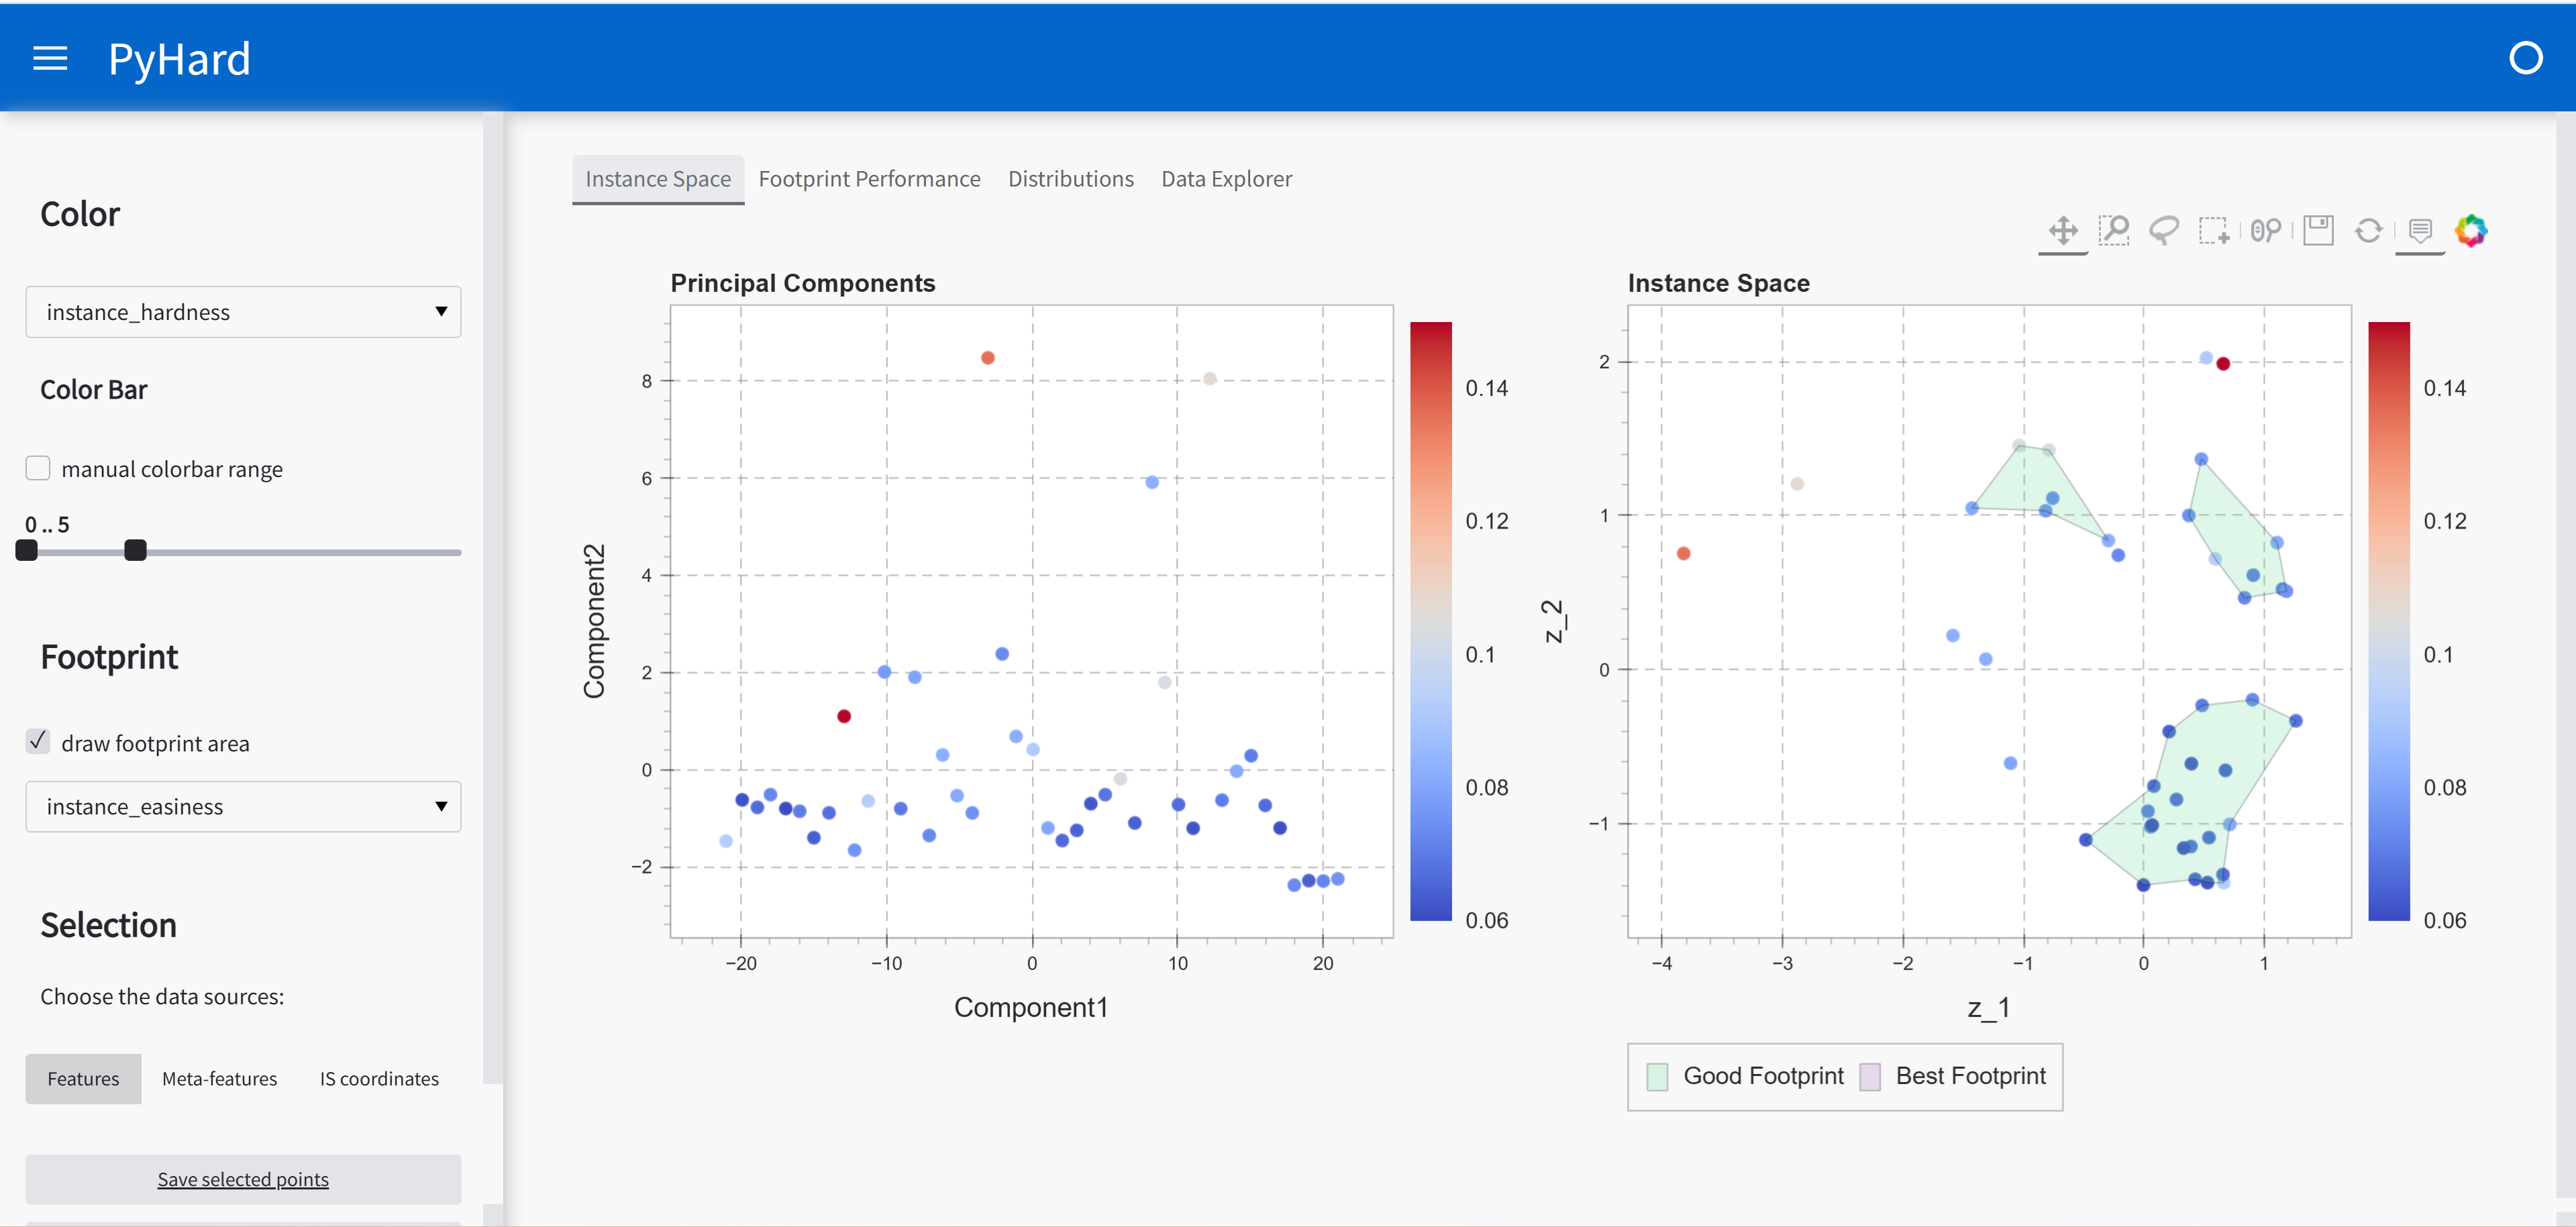 PyHard
Color
instance_hardness
Color Bar
manual colorbar range
0 .. 5
Footprint
draw footprint area
instance_easiness
Selection
Choose the data sources:
Features Meta-features IS coordinates
Save selected points
Instance Space Footprint Performance Distributions Data Explorer
Principal Components
8
6
4
2
0
−2
Component2
−20 −10 0 10 20
Component1
0.14
0.12
0.1
0.08
0.06
Instance Space
2
1
0
−1
z_2
−4 −3 −2 −1 0 1
z_1
0.14
0.12
0.1
0.08
0.06
Good Footprint Best Footprint